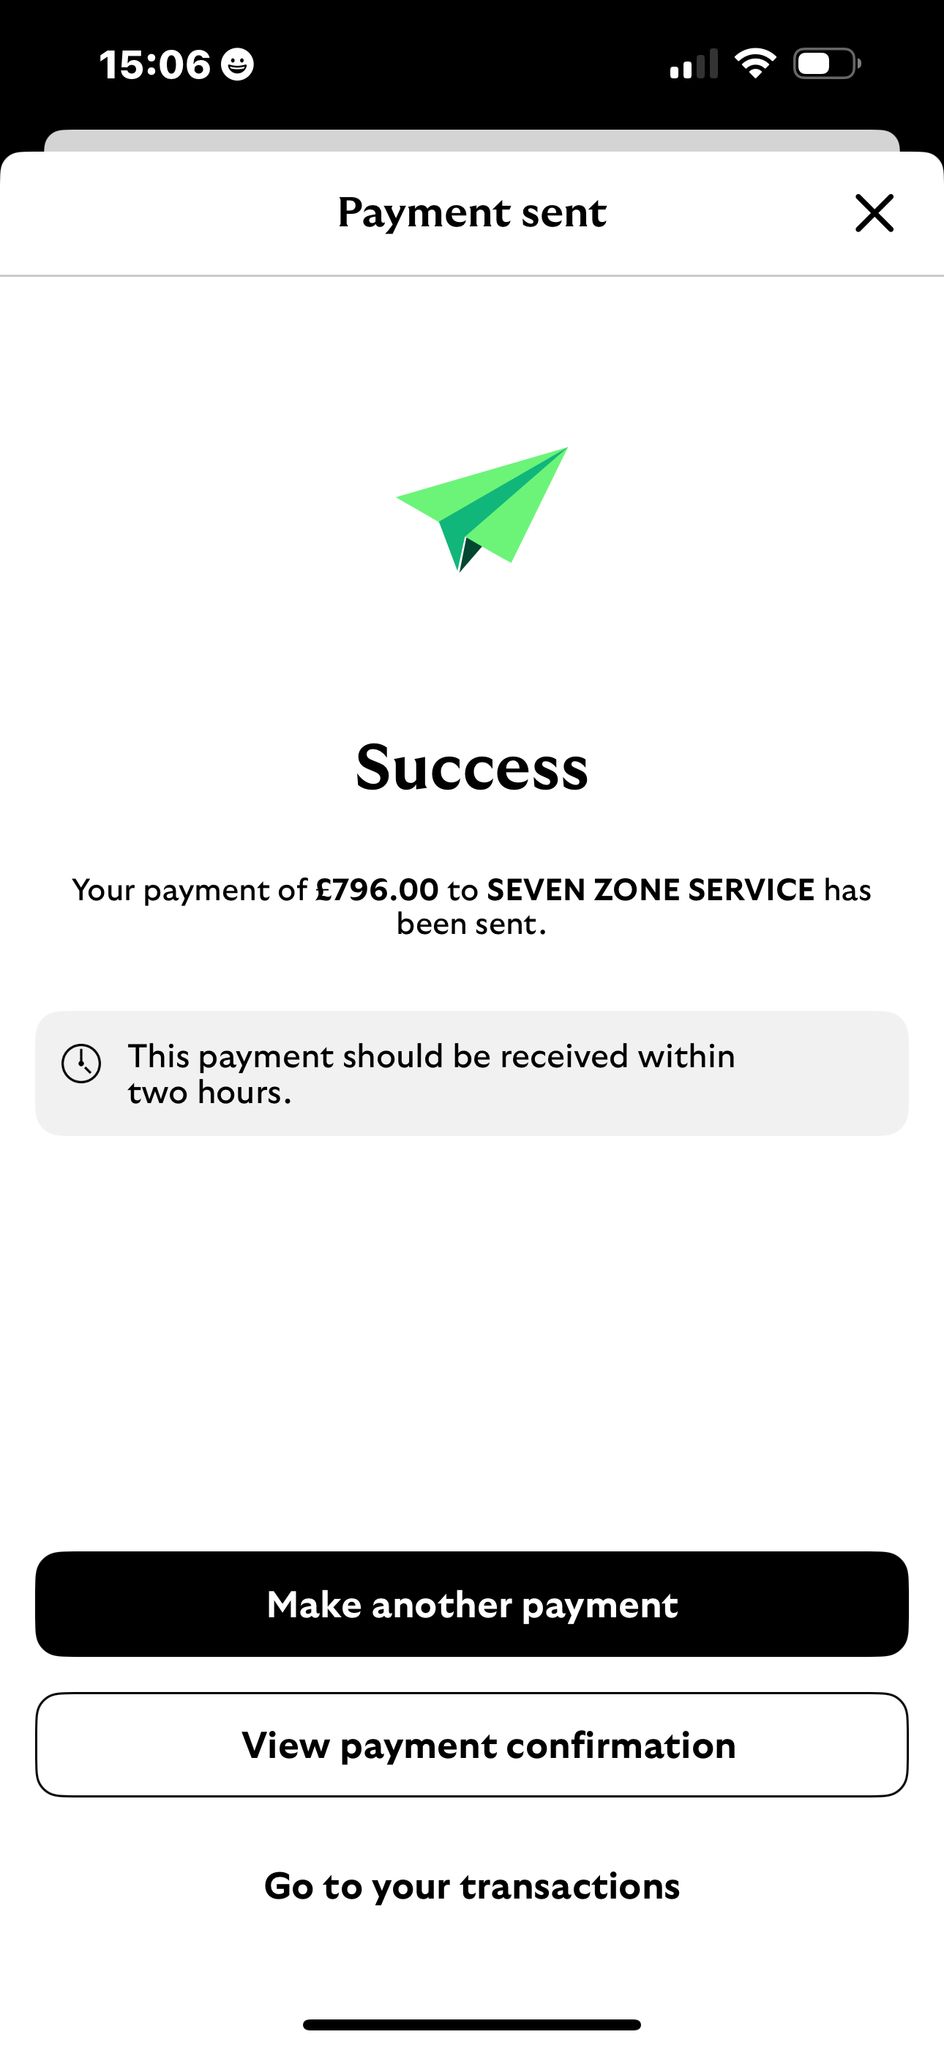 15:06
Payment sent
Success
Your payment of £796.00 to SEVEN ZONE SERVICE has
been sent.
This payment should be received within
two hours.
Make another payment
View payment confirmation
Go to your transactions